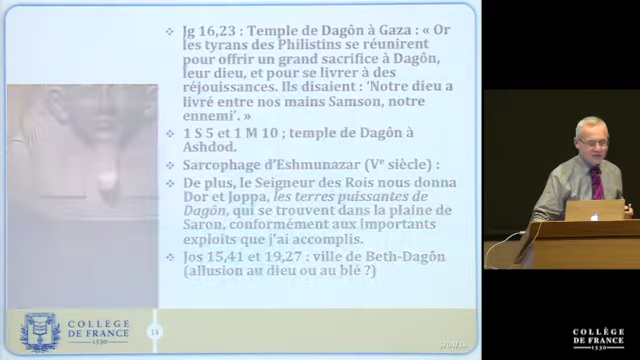 Jg 16,23 : Temple de Dagôn à Gaza : « Or
les tyrans des Philistins se réunirent
pour offrir un grand sacrifice à Dagôn,
leur dieu, et pour se livrer à des
réjouissances. Ils disaient : 'Notre dieu a
livré entre nos mains Samson, notre
ennemi'. »
1 S 5 et 1 M 10 ; temple de Dagôn à
Ashdod.
Sarcophage d'Eshmunazar (Ve siècle) :
De plus, le Seigneur des Rois nous donna
Dor et Joppa, les terres puissantes de
Dagôn, qui se trouvent dans la plaine de
Saron, conformément aux importants
exploits que j'ai accomplis.
Jos 15,41 et 19,27 : ville de Beth-Dagôn
(allusion au dieu ou au blé ?)
COLLÈGE
DE FRANCE
1530
COLLÈGE
DE FRANCE
1530